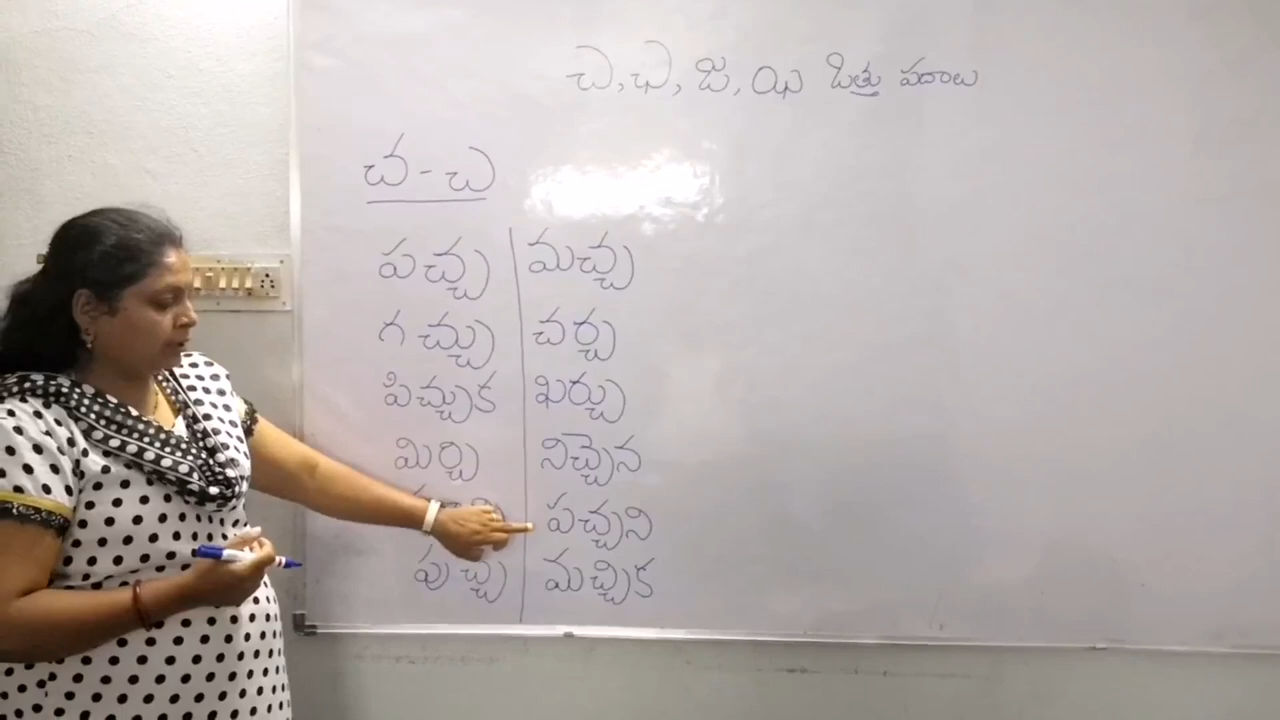 చ, ఛ, జ, ఝ ఒత్తు పదాలు
చ - చ
పచ్చు మచ్చు
గచ్చు చర్చ
పిచ్చుక ఖర్చు
మిర్చి నిచ్చెన
పచ్చని
పుచ్చ మచ్చిక